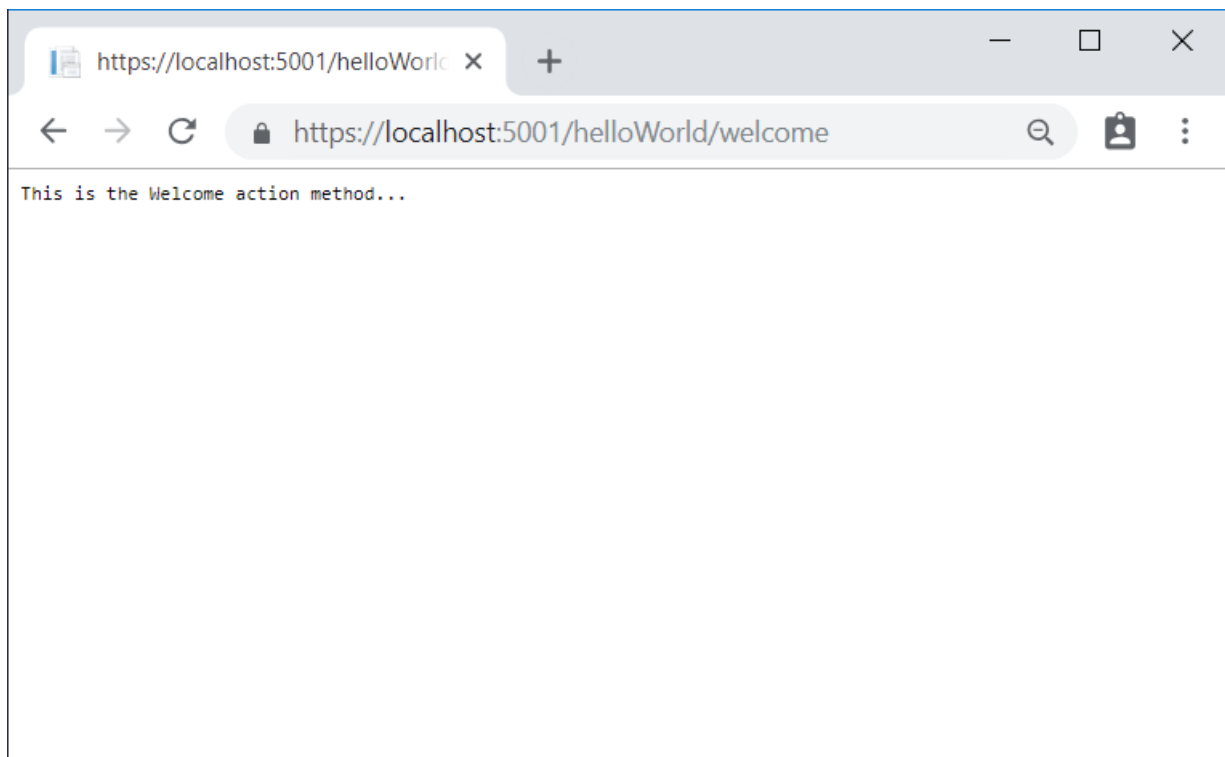 https://localhost:5001/helloWorld
https://localhost:5001/helloWorld/welcome
This is the Welcome action method...